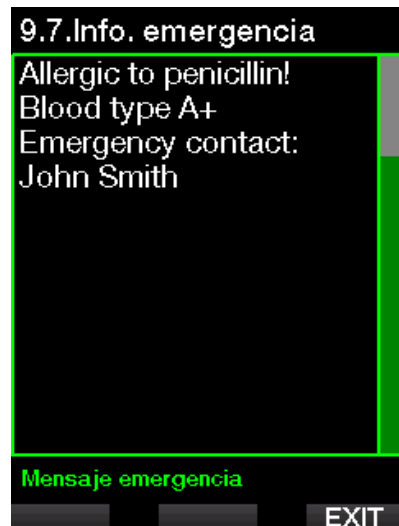 9.7.Info. emergencia
Allergic to penicillin!
Blood type A+
Emergency contact:
John Smith
Mensaje emergencia
EXIT